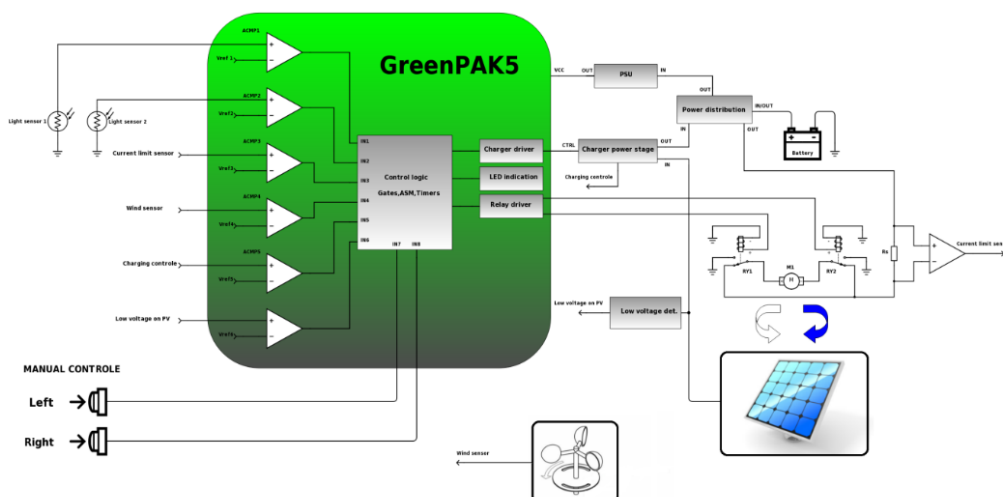 GreenPAK5
ACMP1
+
Vref 1
−
ACMP2
+
Vref2
−
Light sensor 1
Light sensor 2
ACMP3
Current limit sensor
+
Vref3
−
ACMP4
Wind sensor
+
Vref4
−
ACMP5
Charging controle
+
Vref5
−
Low voltage on PV
+
Vref6
−
IN1
IN2
IN3
IN4
IN5
IN6
IN7
IN8
Control logic
Gates,ASM,Timers
Charger driver
LED indication
Relay driver
VCC
OUT
PSU
IN
OUT
Power distribution
IN/OUT
IN
OUT
+ −
Battery
CTRL
Charger power stage
OUT
IN
Charging controle
-
+
RY1
M1
M
-
+
RY2
Rs
+
−
Current limit sen
Low voltage on PV
Low voltage det.
MANUAL CONTROLE
Left
Right
Wind sensor